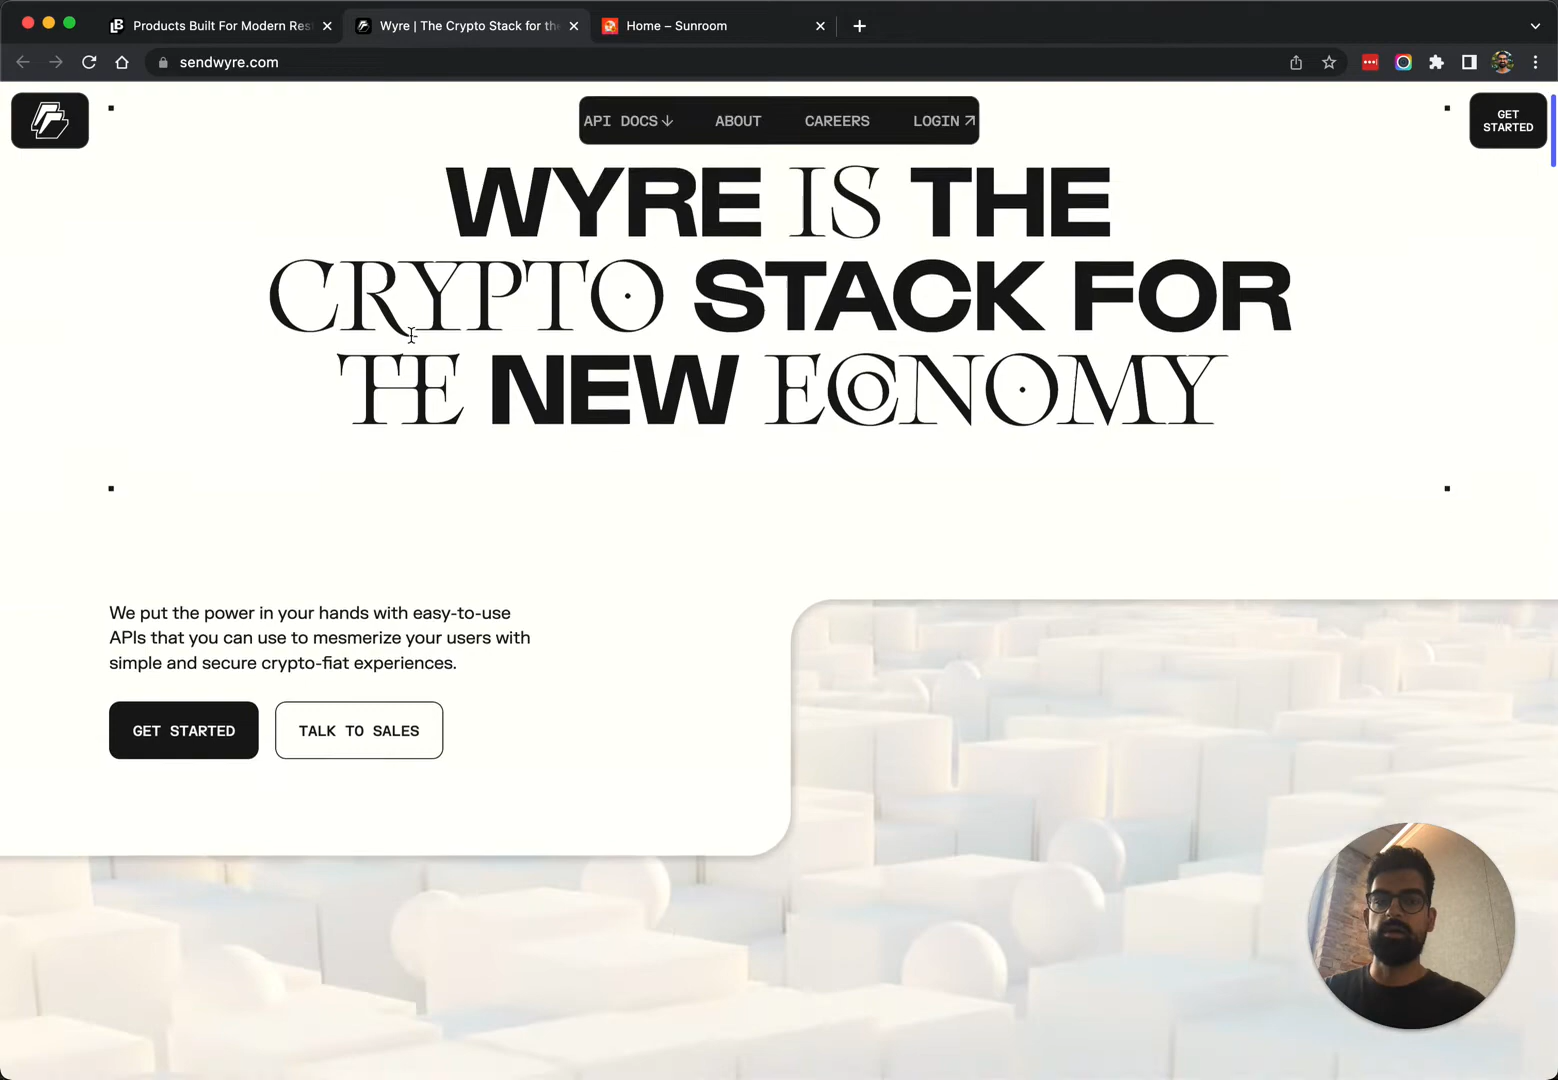 Products Built For Modern Res
Wyre | The Crypto Stack for the
Home – Sunroom
sendwyre.com
API DOCS↓ ABOUT CAREERS LOGIN↗
GET
STARTED
WYRE IS THE
CRYPTO STACK FOR
THE NEW ECONOMY
We put the power in your hands with easy-to-use
APIs that you can use to mesmerize your users with
simple and secure crypto-fiat experiences.
GET STARTED
TALK TO SALES